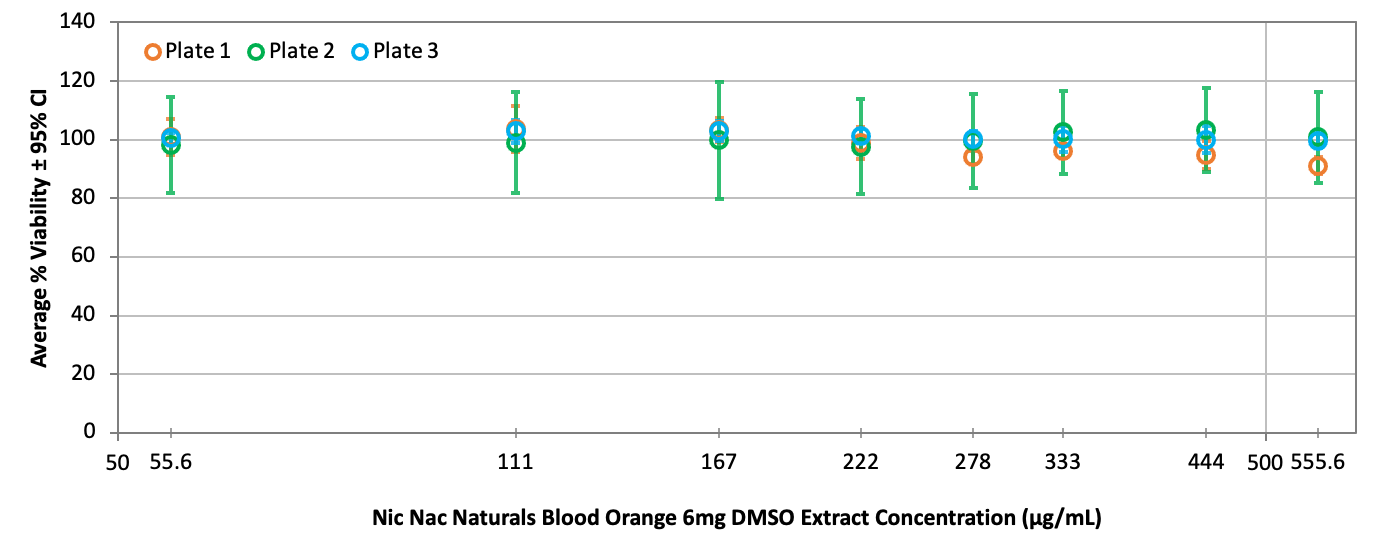 140
Plate 1 Plate 2 Plate 3
120
100
80
60
40
20
0
Average % Viability ± 95% CI
50 55.6 111 167 222 278 333 444 500 555.6
Nic Nac Naturals Blood Orange 6mg DMSO Extract Concentration (µg/mL)